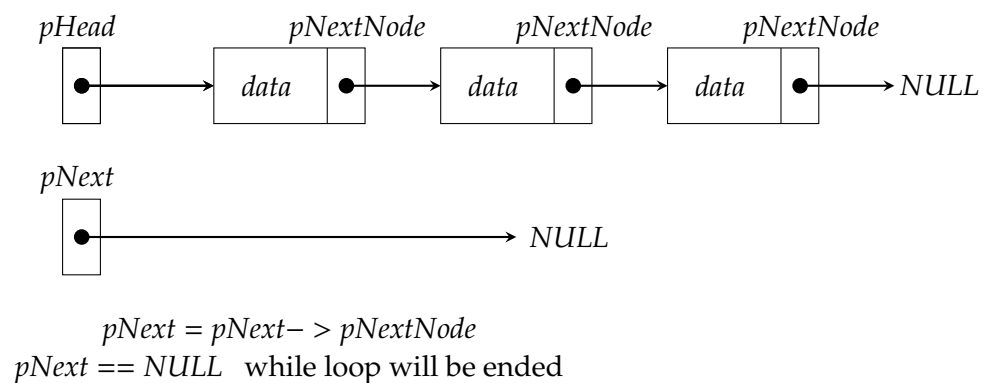 pHead pNextNode pNextNode pNextNode
data data data NULL
pNext
NULL
pNext = pNext− > pNextNode
pNext == NULL while loop will be ended